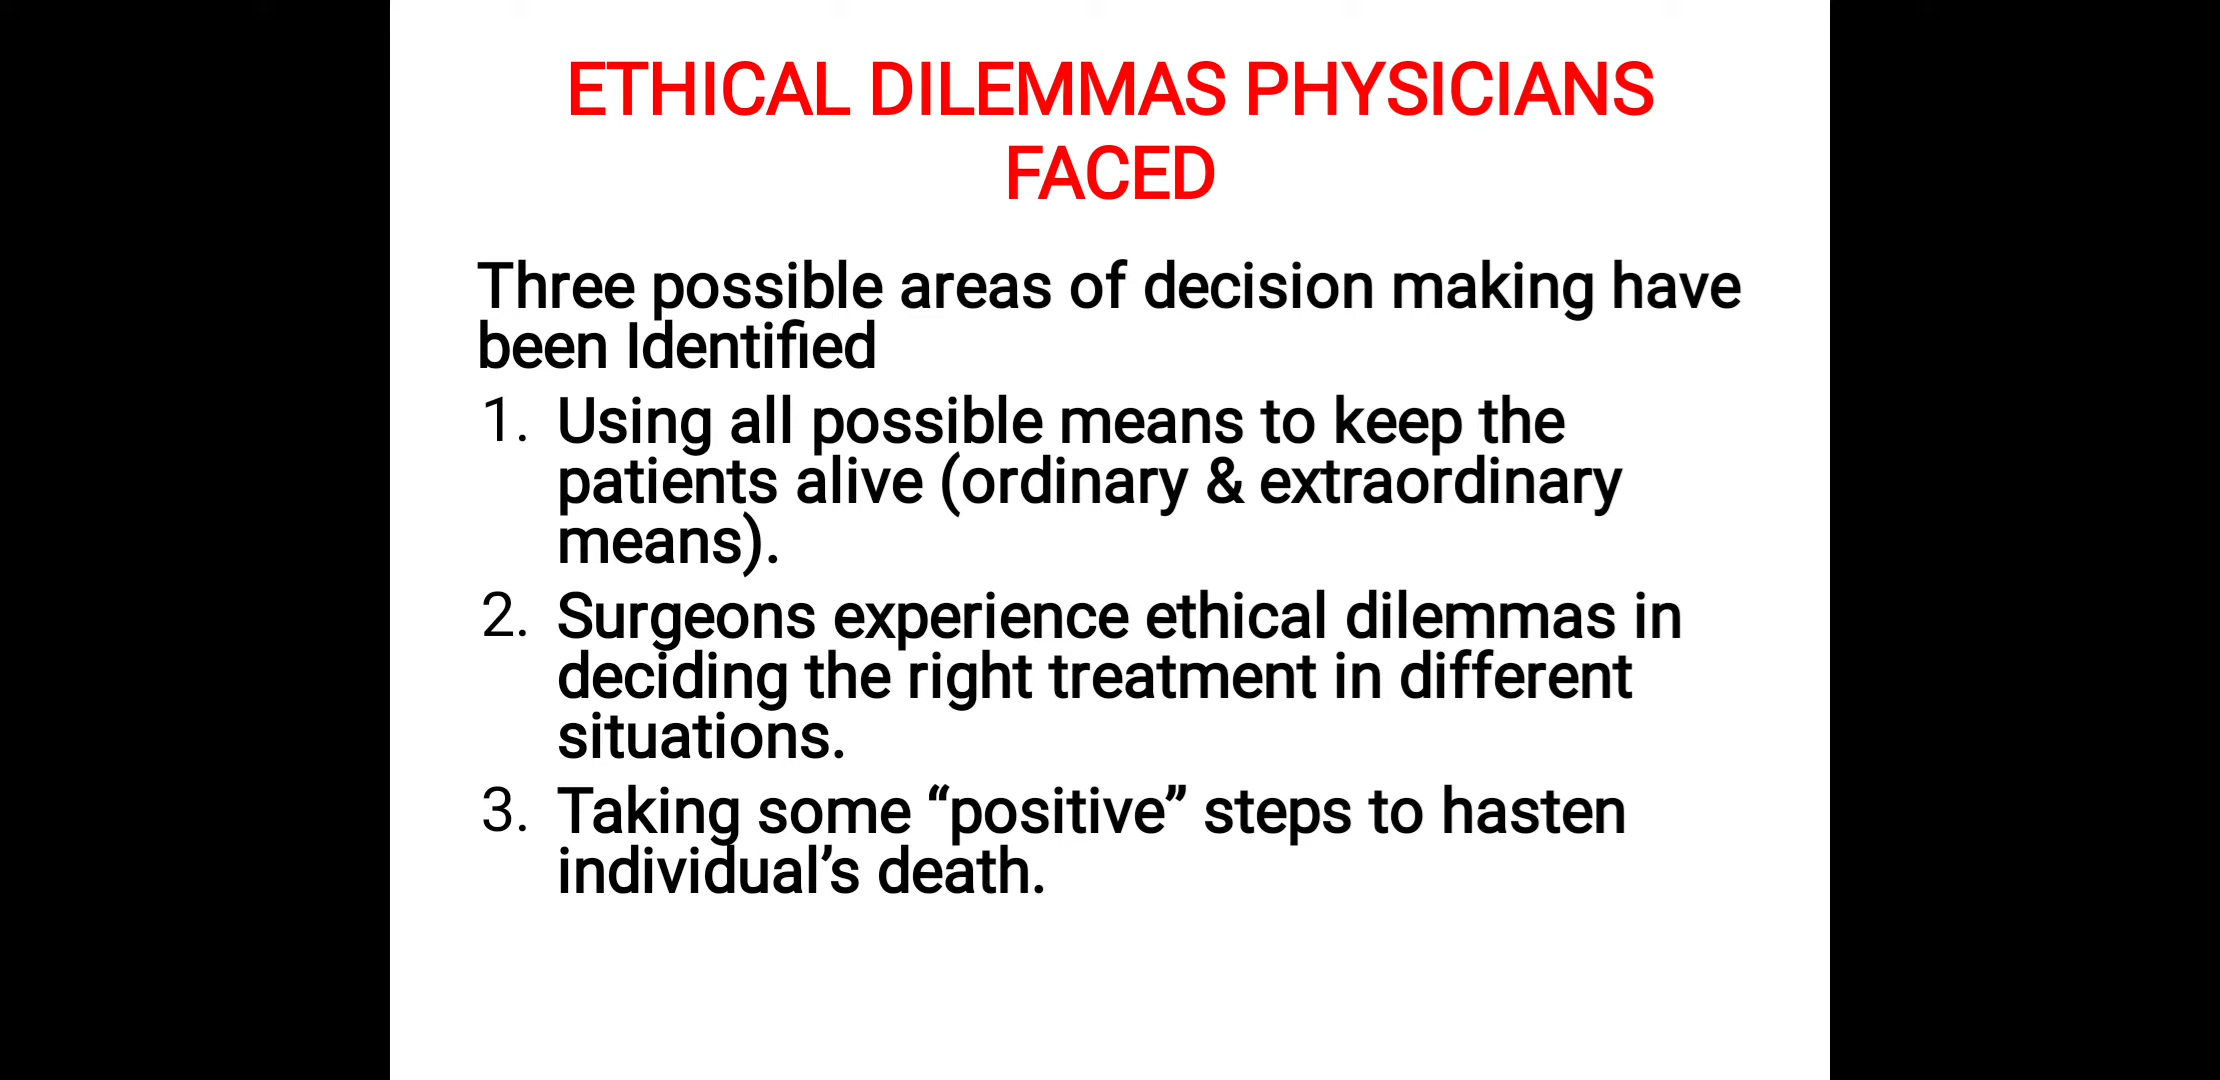 ETHICAL DILEMMAS PHYSICIANS
FACED
Three possible areas of decision making have
been Identified
1. Using all possible means to keep the
patients alive (ordinary & extraordinary
means).
2. Surgeons experience ethical dilemmas in
deciding the right treatment in different
situations.
3. Taking some “positive” steps to hasten
individual’s death.